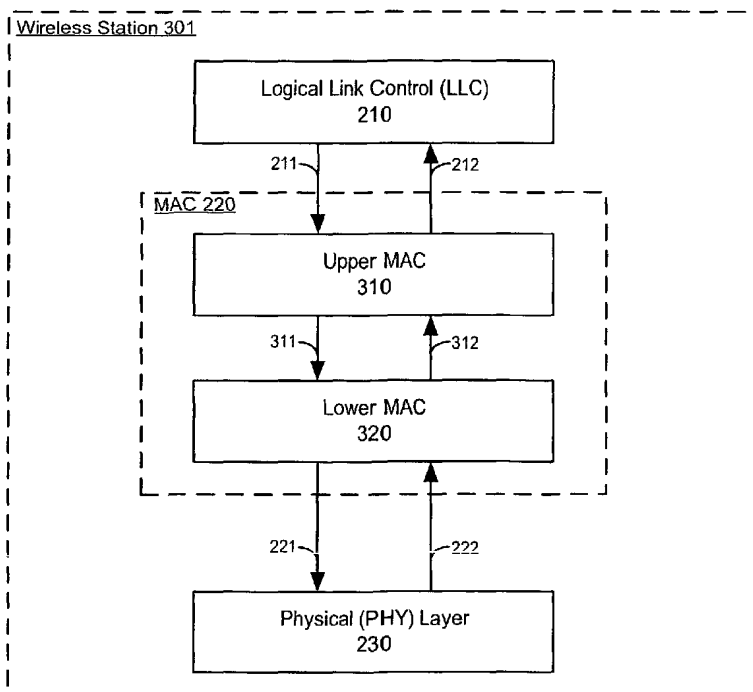 Wireless Station 301
Logical Link Control (LLC)
210
211
212
MAC 220
Upper MAC
310
311
312
Lower MAC
320
221
222
Physical (PHY) Layer
230